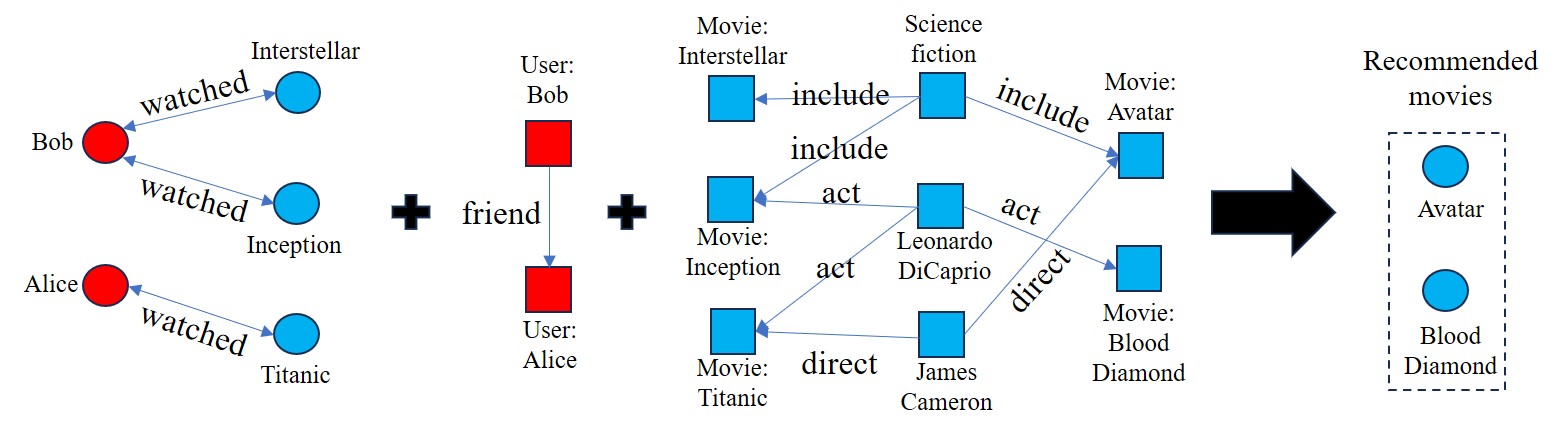 Interstellar
watched
Bob
watched
Inception
Alice
watched
Titanic
User:
Bob
friend
User:
Alice
Movie:
Interstellar
Science
fiction
include
include
Movie:
Avatar
include
act
act
Movie:
Inception
Leonardo
DiCaprio
act
direct
Movie:
Blood
Diamond
direct
Movie:
Titanic
James
Cameron
Recommended
movies
Avatar
Blood
Diamond